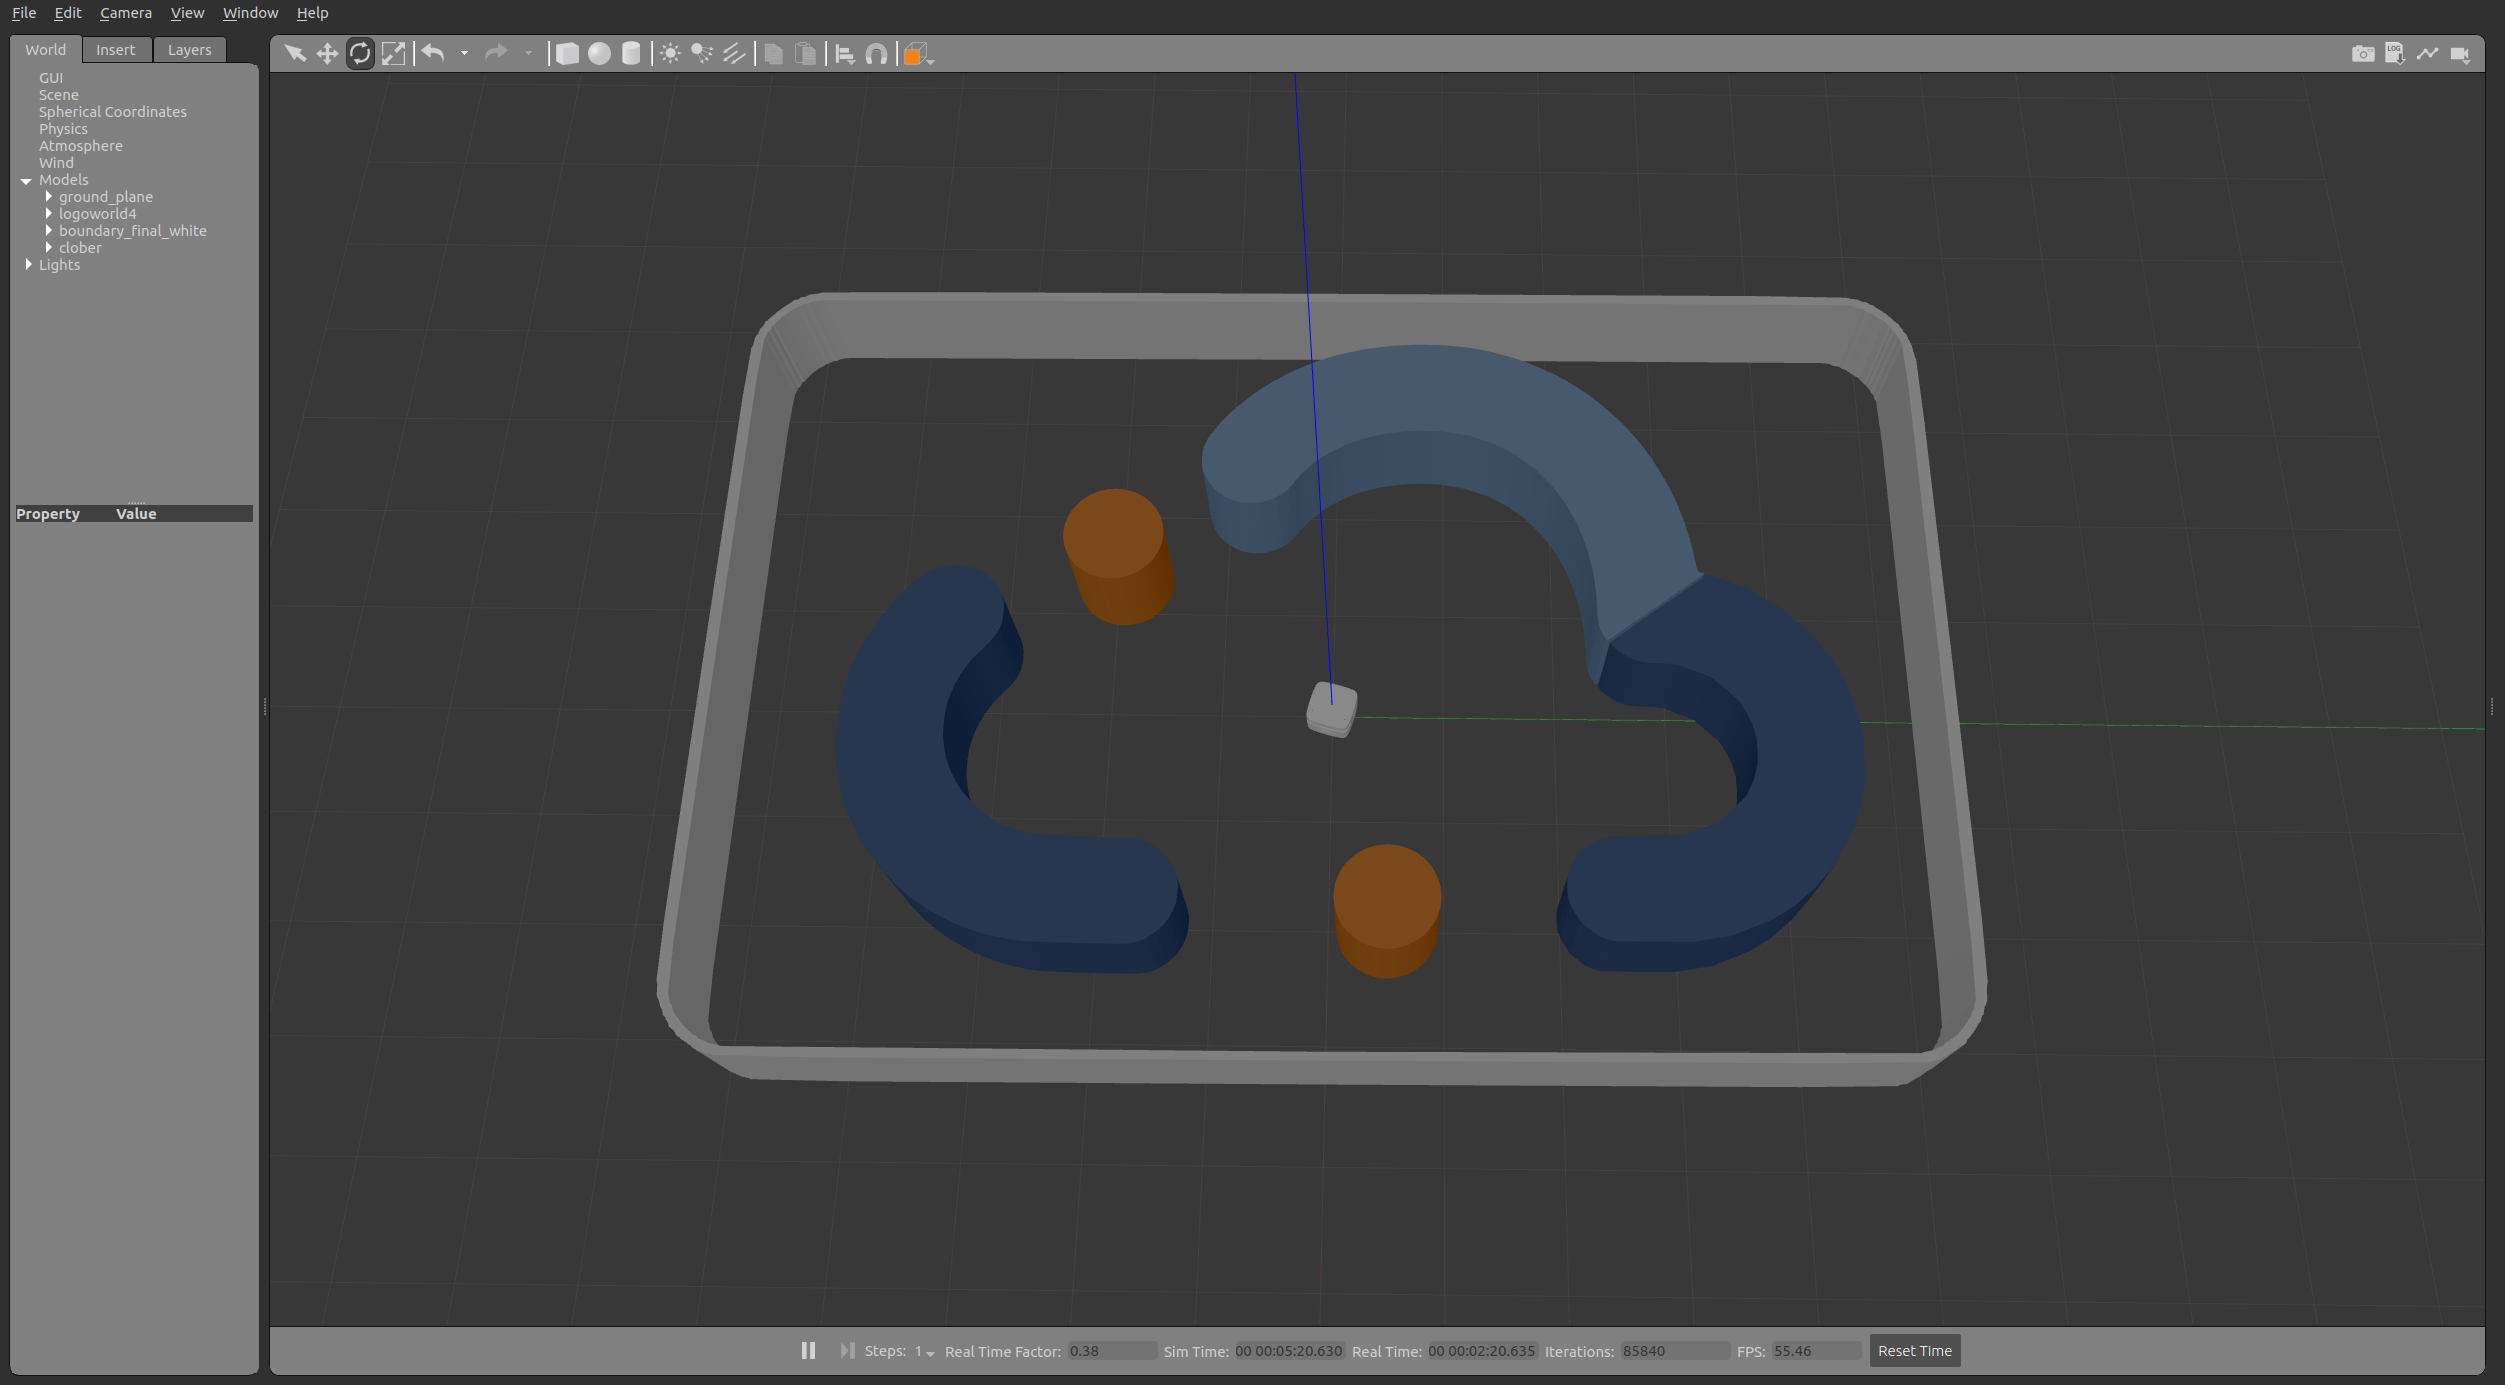 File Edit Camera View Window Help
World Insert Layers
GUI
Scene
Spherical Coordinates
Physics
Atmosphere
Wind
Models
ground_plane
logoworld4
boundary_final_white
clober
Lights
Property Value
LOG
Steps: 1 Real Time Factor: 0.38 Sim Time: 00 00:05:20.630 Real Time: 00 00:02:20.635 Iterations: 85840 FPS: 55.46 Reset Time